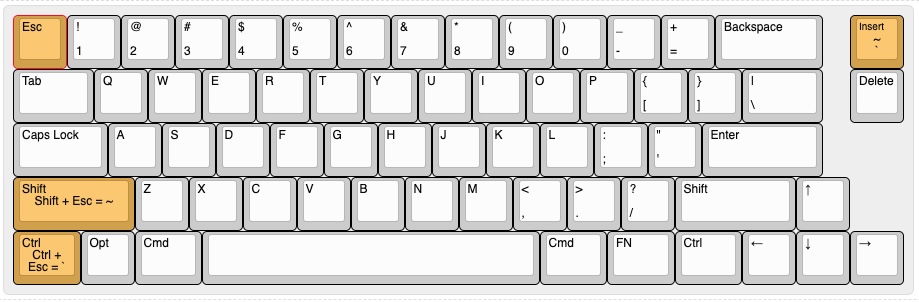 Esc ! @ # $ % ^ & * ( ) _ + Backspace Insert
1 2 3 4 5 6 7 8 9 0 - = ~
`
Tab Q W E R T Y U I O P { } | Delete
[ ] \
Caps Lock A S D F G H J K L : " Enter
; '
Shift Z X C V B N M < > ? Shift ↑
Shift + Esc = ~
, . /
Ctrl Opt Cmd Cmd FN Ctrl ← ↓ →
Ctrl +
Esc = `